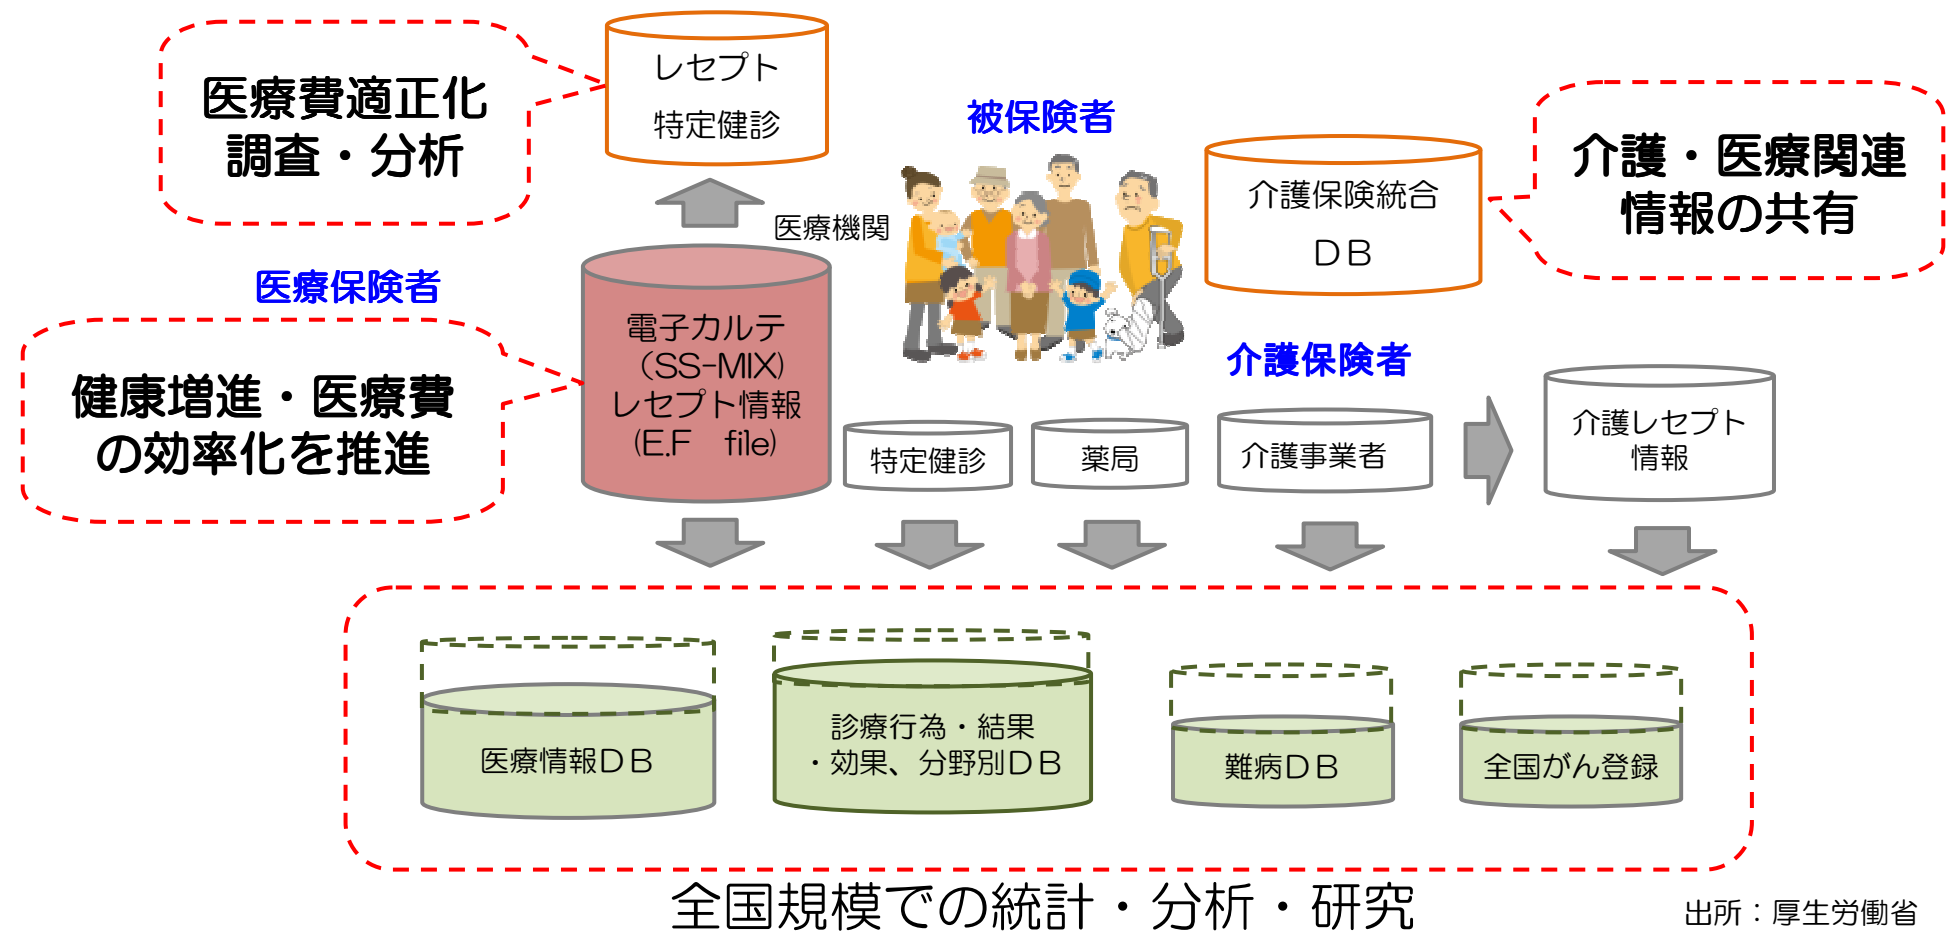 医療費適正化
調査・分析
レセプト
特定健診
被保険者
介護保険統合
ＤＢ
介護・医療関連
情報の共有
医療機関
医療保険者
健康増進・医療費
の効率化を推進
電子カルテ
（SS-MIX)
レセプト情報
(E.F　file)
介護保険者
特定健診
薬局
介護事業者
介護レセプト
情報
医療情報ＤＢ
診療行為・結果
・効果、分野別ＤＢ
難病ＤＢ
全国がん登録
全国規模での統計・分析・研究
出所：厚生労働省